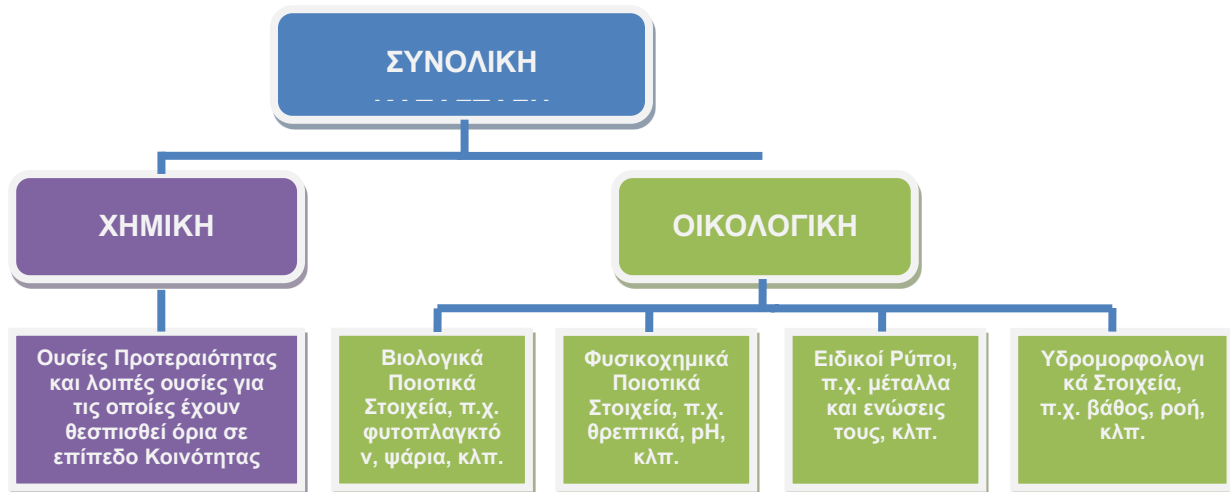 ΣΥΝΟΛΙΚΗ
ΧΗΜΙΚΗ
ΟΙΚΟΛΟΓΙΚΗ
Ουσίες Προτεραιότητας
και λοιπές ουσίες για
τις οποίες έχουν
θεσπισθεί όρια σε
επίπεδο Κοινότητας
Βιολογικά
Ποιοτικά
Στοιχεία, π.χ.
φυτοπλαγκτό
ν, ψάρια, κλπ.
Φυσικοχημικά
Ποιοτικά
Στοιχεία, π.χ.
θρεπτικά, pH,
κλπ.
Ειδικοί Ρύποι,
π.χ. μέταλλα
και ενώσεις
τους, κλπ.
Υδρομορφολογι
κά Στοιχεία,
π.χ. βάθος, ροή,
κλπ.